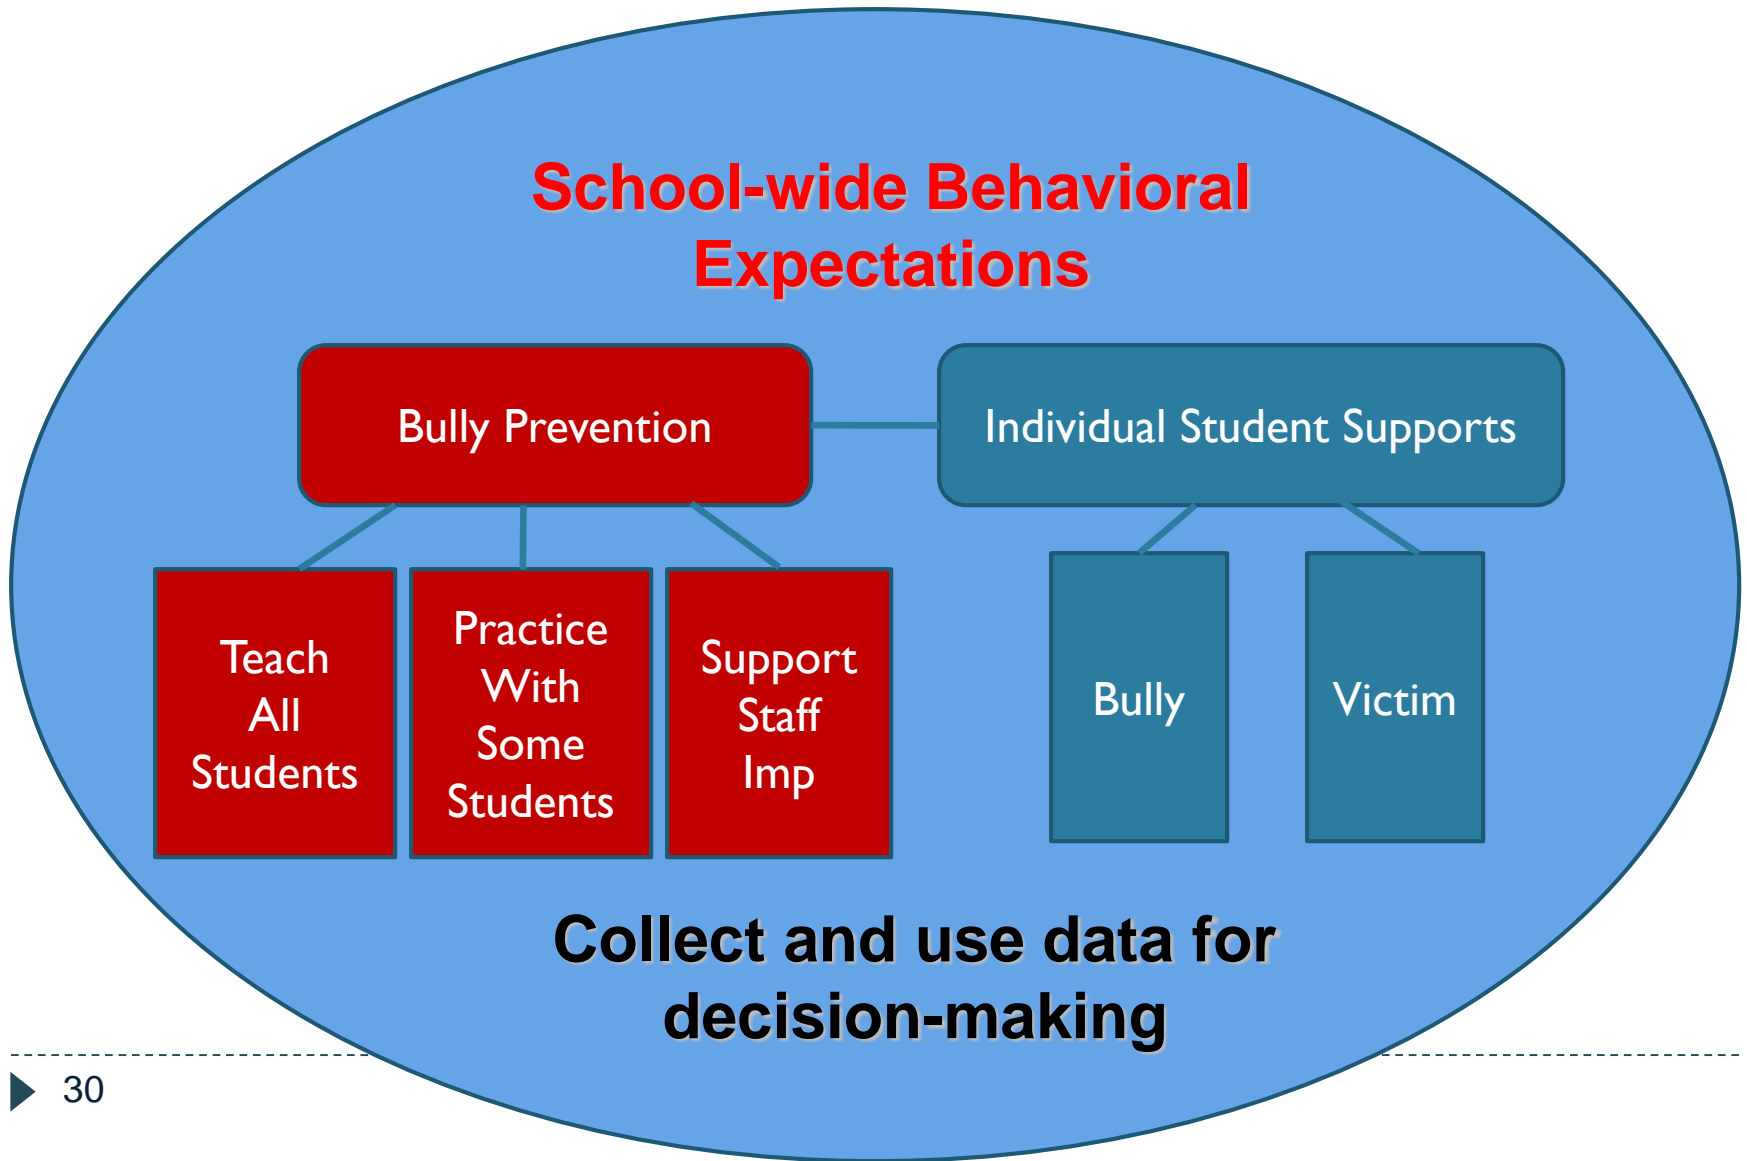 School-wide Behavioral
Expectations
Bully Prevention
Individual Student Supports
Teach
All
Students
Practice
With
Some
Students
Support
Staff
Imp
Bully
Victim
Collect and use data for
decision-making
30